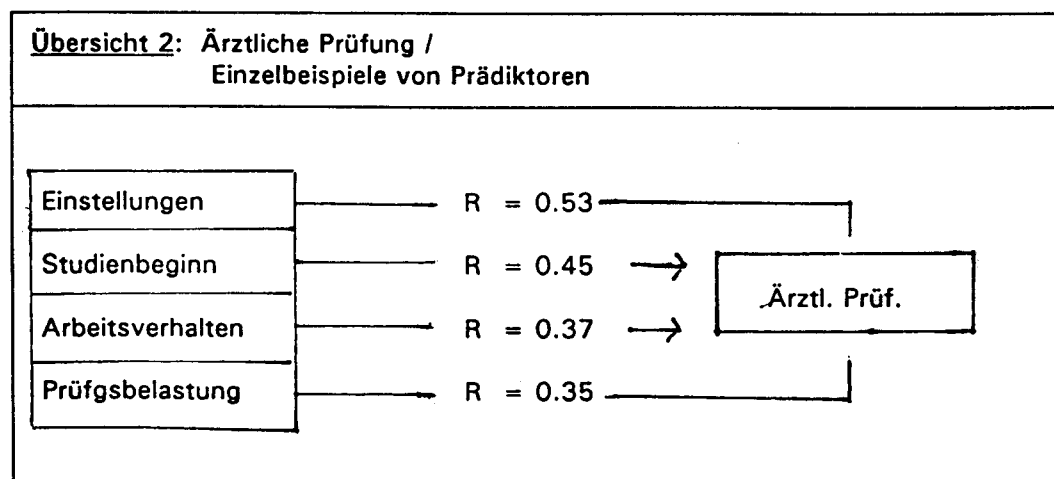 Übersicht 2: Ärztliche Prüfung /
Einzelbeispiele von Prädiktoren
Einstellungen R = 0.53
Studienbeginn R = 0.45
Ärztl. Prüf.
Arbeitsverhalten R = 0.37
Prüfgsbelastung R = 0.35